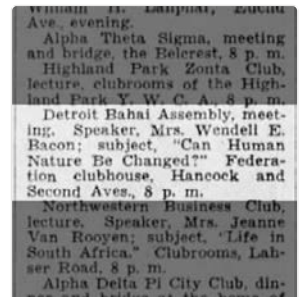 William H. Lanphar, Euclid
Ave., evening.
Alpha Theta Sigma, meeting
and bridge, the Belcrest, 8 p. m.
Highland Park Zonta Club,
lecture, clubrooms of the High-
land Park Y. W. C. A., 8 p. m.
Detroit Bahai Assembly, meet-
ing. Speaker, Mrs. Wendell E.
Bacon; subject, "Can Human
Nature Be Changed?" Federa-
tion clubhouse, Hancock and
Second Aves., 8 p. m.
Northwestern Business Club,
lecture. Speaker, Mrs. Jeanne
Van Rooyen; subject, "Life in
South Africa." Clubrooms, Lah-
ser Road, 8 p. m.
Alpha Delta Pi City Club, din-